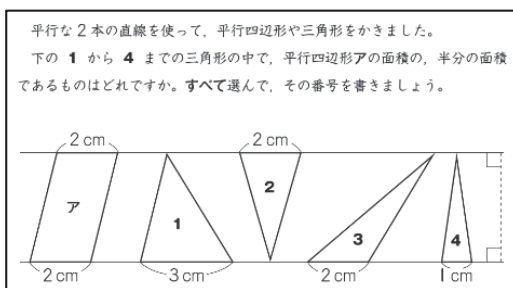 平行な2本の直線を使って，平行四辺形や三角形をかきました。
下の 1 から 4 までの三角形の中で，平行四辺形アの面積の，半分の面積
であるものはどれですか。すべて選んで，その番号を書きましょう。
2 cm
2 cm
ア
1
2
3
4
2 cm
3 cm
2 cm
1 cm